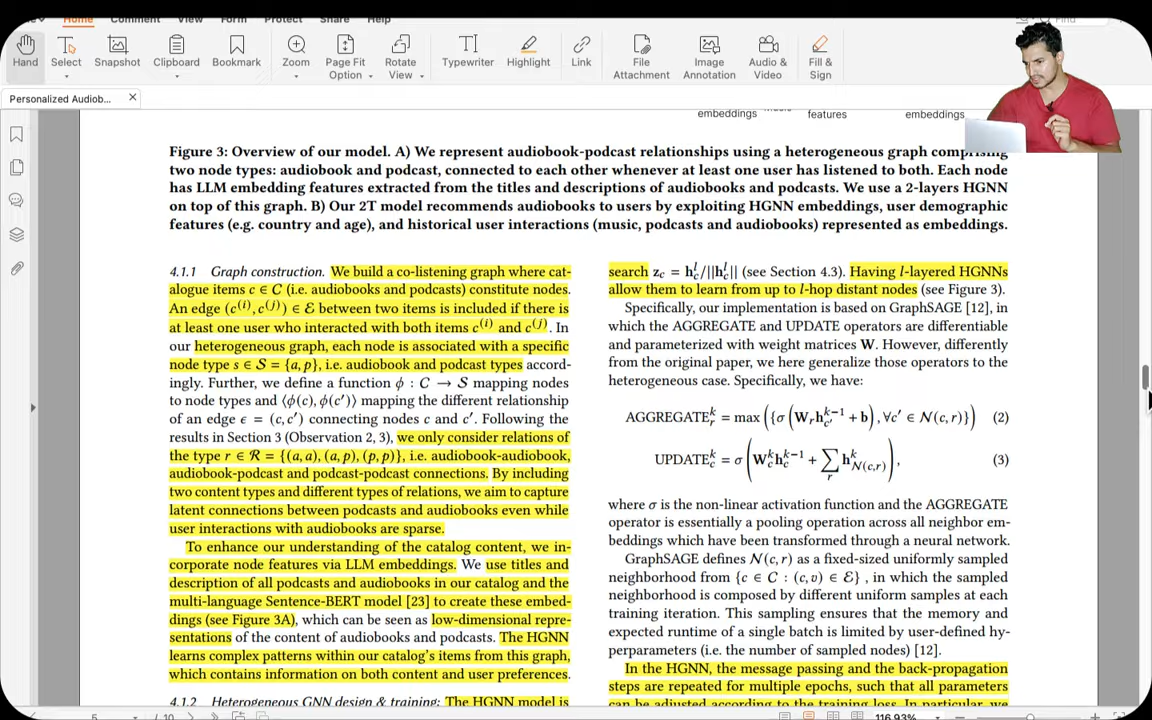 Home Comment View Form Protect Share Help
Find
Hand
Select
Snapshot
Clipboard
Bookmark
Zoom
Page Fit Option
Rotate View
Typewriter
Highlight
Link
File Attachment
Image Annotation
Audio & Video
Fill & Sign
Personalized Audiob...
embeddings music features embeddings
Figure 3: Overview of our model. A) We represent audiobook-podcast relationships using a heterogeneous graph comprising
two node types: audiobook and podcast, connected to each other whenever at least one user has listened to both. Each node
has LLM embedding features extracted from the titles and descriptions of audiobooks and podcasts. We use a 2-layers HGNN
on top of this graph. B) Our 2T model recommends audiobooks to users by exploiting HGNN embeddings, user demographic
features (e.g. country and age), and historical user interactions (music, podcasts and audiobooks) represented as embeddings.
4.1.1 Graph construction. We build a co-listening graph where cat-
alogue items c ∈ C (i.e. audiobooks and podcasts) constitute nodes.
An edge (c⁽ⁱ⁾, c⁽ʲ⁾) ∈ ℰ between two items is included if there is
at least one user who interacted with both items c⁽ⁱ⁾ and c⁽ʲ⁾. In
our heterogeneous graph, each node is associated with a specific
node type s ∈ S = {a, p}, i.e. audiobook and podcast types accord-
ingly. Further, we define a function ϕ : C → S mapping nodes
to node types and ⟨ϕ(c), ϕ(c′)⟩ mapping the different relationship
of an edge ϵ = (c, c′) connecting nodes c and c′. Following the
results in Section 3 (Observation 2, 3), we only consider relations of
the type r ∈ R = {(a, a), (a, p), (p, p)}, i.e. audiobook-audiobook,
audiobook-podcast and podcast-podcast connections. By including
two content types and different types of relations, we aim to capture
latent connections between podcasts and audiobooks even while
user interactions with audiobooks are sparse.
To enhance our understanding of the catalog content, we in-
corporate node features via LLM embeddings. We use titles and
description of all podcasts and audiobooks in our catalog and the
multi-language Sentence-BERT model [23] to create these embed-
dings (see Figure 3A), which can be seen as low-dimensional repre-
sentations of the content of audiobooks and podcasts. The HGNN
learns complex patterns within our catalog's items from this graph,
which contains information on both content and user preferences.
4.1.2 Heterogeneous GNN design & training: The HGNN model is
search z_c = h_c^l/||h_c^l|| (see Section 4.3). Having l-layered HGNNs
allow them to learn from up to l-hop distant nodes (see Figure 3).
Specifically, our implementation is based on GraphSAGE [12], in
which the AGGREGATE and UPDATE operators are differentiable
and parameterized with weight matrices W. However, differently
from the original paper, we here generalize those operators to the
heterogeneous case. Specifically, we have:
AGGREGATE_r^k = max ({σ (W_r h_{c′}^{k−1} + b), ∀c′ ∈ N(c, r)}) (2)
UPDATE_c^k = σ (W_c^k h_c^{k−1} + ∑_r h_{N(c,r)}^k), (3)
where σ is the non-linear activation function and the AGGREGATE
operator is essentially a pooling operation across all neighbor em-
beddings which have been transformed through a neural network.
GraphSAGE defines N(c, r) as a fixed-sized uniformly sampled
neighborhood from {c ∈ C : (c, v) ∈ ℰ} , in which the sampled
neighborhood is composed by different uniform samples at each
training iteration. This sampling ensures that the memory and
expected runtime of a single batch is limited by user-defined hy-
perparameters (i.e. the number of sampled nodes) [12].
In the HGNN, the message passing and the back-propagation
steps are repeated for multiple epochs, such that all parameters
can be adjusted according to the training loss. In particular, we
5 / 10
116.93%